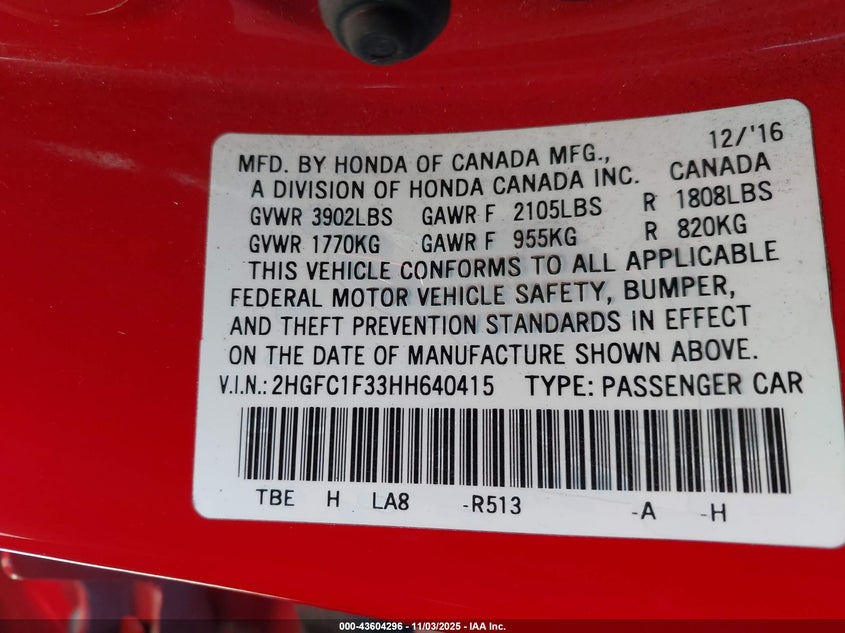 12/'16
MFD. BY HONDA OF CANADA MFG.,
A DIVISION OF HONDA CANADA INC. CANADA
GVWR 3902LBS GAWR F 2105LBS R 1808LBS
GVWR 1770KG GAWR F 955KG R 820KG
THIS VEHICLE CONFORMS TO ALL APPLICABLE
FEDERAL MOTOR VEHICLE SAFETY, BUMPER,
AND THEFT PREVENTION STANDARDS IN EFFECT
ON THE DATE OF MANUFACTURE SHOWN ABOVE.
V.I.N.: 2HGFC1F33HH640415 TYPE: PASSENGER CAR
TBE H LA8 -R513 -A -H
000-43604296 - 11/03/2025 - IAA Inc.